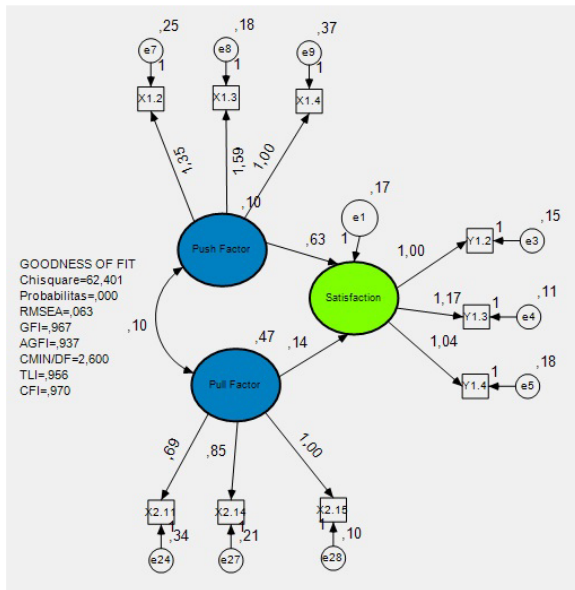 ,25
,18
,37
e7
e8
e9
1
1
1
X1.2
X1.3
X1.4
1,35
1,59
1,00
,10
Push Factor
,17
e1
1
,63
Satisfaction
1,00
Y1.2
1
e3
,15
1,17
Y1.3
1
e4
,11
1,04
Y1.4
1
e5
,18
GOODNESS OF FIT
Chisquare=62,401
Probabilitas=,000
RMSEA=,063
GFI=,967
AGFI=,937
CMIN/DF=2,600
TLI=,956
CFI=,970
,10
,47
,14
Pull Factor
,69
,85
1,00
X2.11
X2.14
X2.15
1
1
1
,34
,21
,10
e24
e27
e28